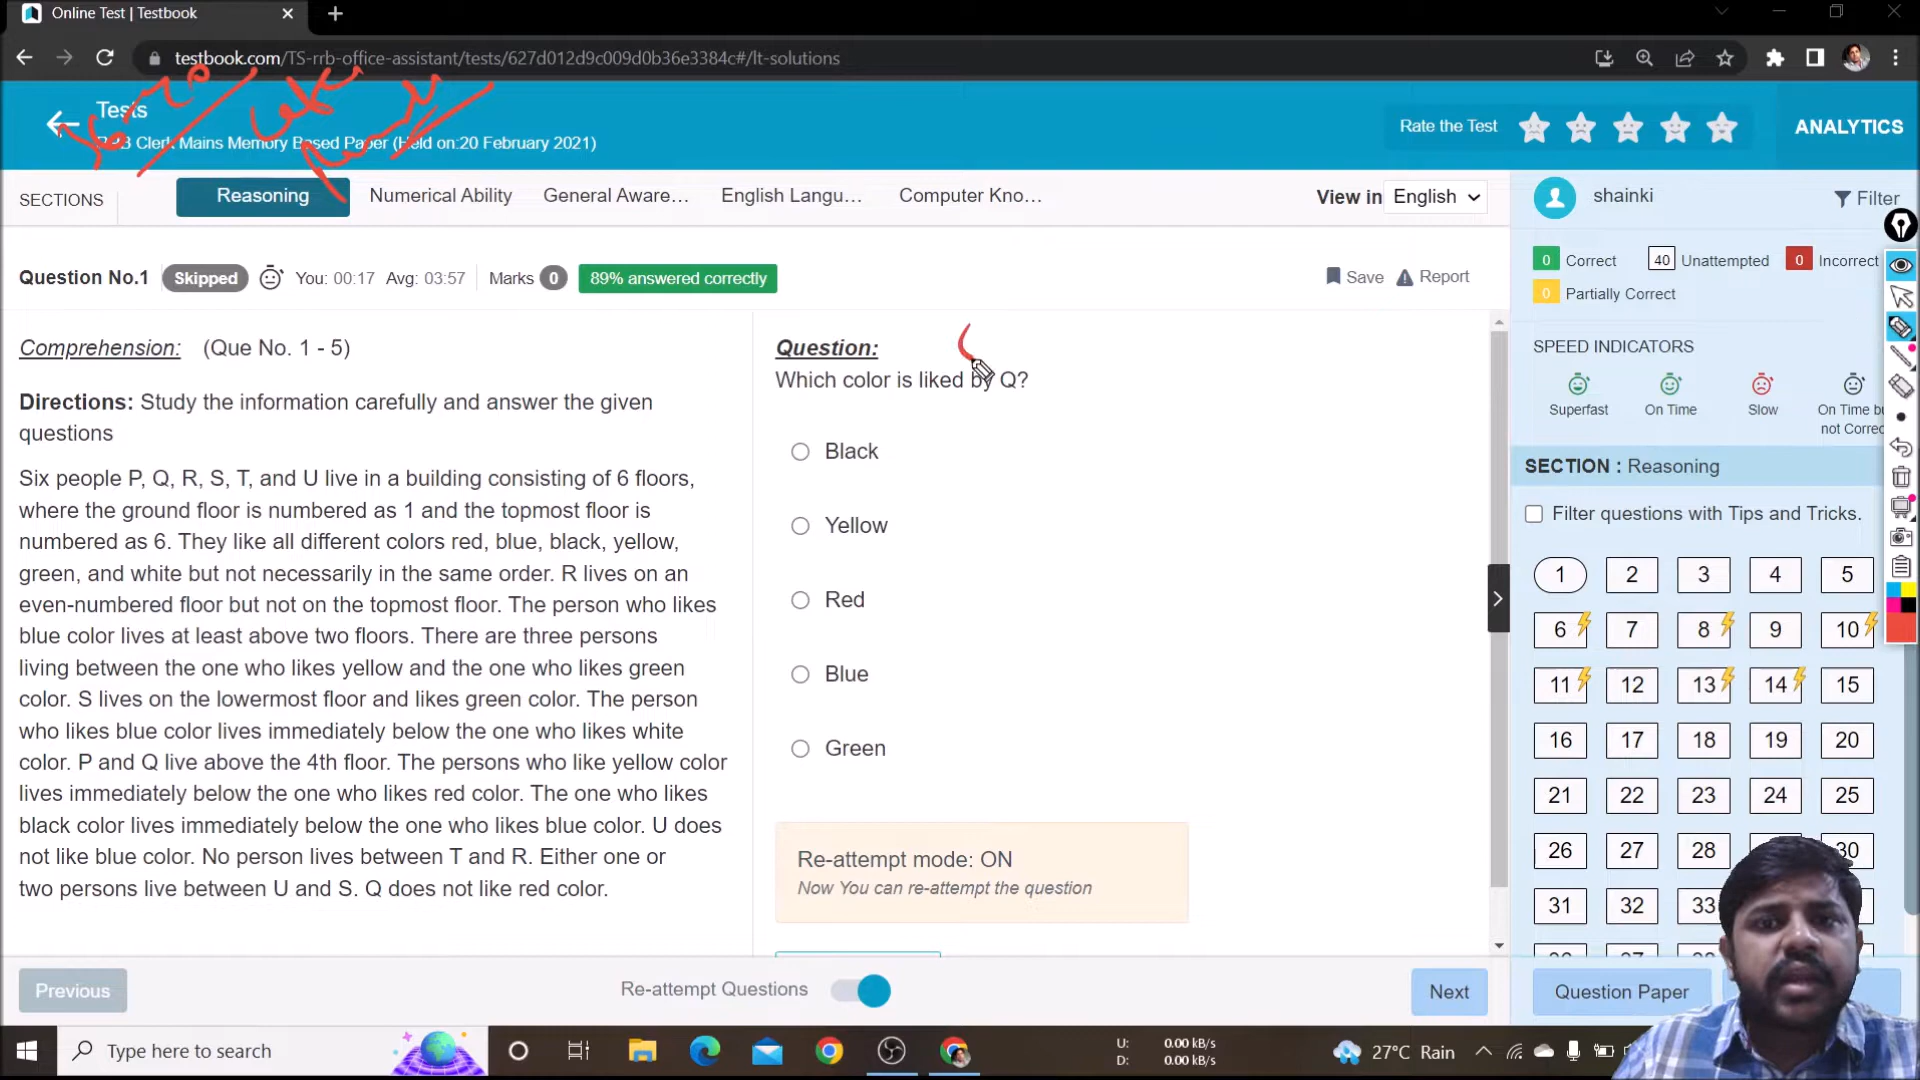 Online Test | Testbook
testbook.com/TS-rrb-office-assistant/tests/627d012d9c009d0b36e3384c#/lt-solutions
Tests
Clerk Mains Memory Based Paper (Held on:20 February 2021)
Rate the Test
ANALYTICS
SECTIONS
Reasoning
Numerical Ability
General Aware...
English Langu...
Computer Kno...
View in English
shainki
Filter
Question No.1
Skipped
You: 00:17 Avg: 03:57
Marks 0
89% answered correctly
Save
Report
0 Correct
40 Unattempted
0 Incorrect
0 Partially Correct
Comprehension: (Que No. 1 - 5)
Directions: Study the information carefully and answer the given
questions
Six people P, Q, R, S, T, and U live in a building consisting of 6 floors,
where the ground floor is numbered as 1 and the topmost floor is
numbered as 6. They like all different colors red, blue, black, yellow,
green, and white but not necessarily in the same order. R lives on an
even-numbered floor but not on the topmost floor. The person who likes
blue color lives at least above two floors. There are three persons
living between the one who likes yellow and the one who likes green
color. S lives on the lowermost floor and likes green color. The person
who likes blue color lives immediately below the one who likes white
color. P and Q live above the 4th floor. The persons who like yellow color
lives immediately below the one who likes red color. The one who likes
black color lives immediately below the one who likes blue color. U does
not like blue color. No person lives between T and R. Either one or
two persons live between U and S. Q does not like red color.
Question:
Which color is liked by Q?
Black
Yellow
Red
Blue
Green
Re-attempt mode: ON
Now You can re-attempt the question
SPEED INDICATORS
Superfast
On Time
Slow
On Time
not Correc
SECTION : Reasoning
Filter questions with Tips and Tricks.
1 2 3 4 5
6 7 8 9 10
11 12 13 14 15
16 17 18 19 20
21 22 23 24 25
26 27 28 30
31 32 33
Previous
Re-attempt Questions
Next
Question Paper
Type here to search
U: 0.00 kB/s
D: 0.00 kB/s
27°C Rain